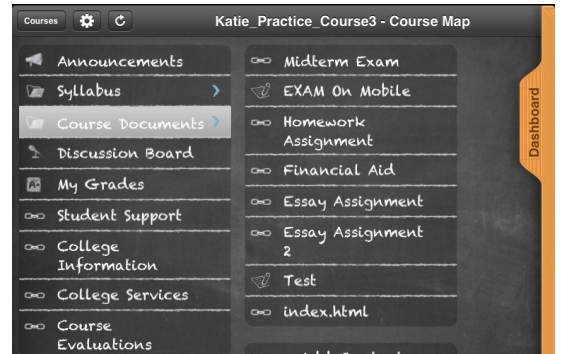 Courses
Katie_Practice_Course3 - Course Map
Announcements
Syllabus
Course Documents
Discussion Board
My Grades
Student Support
College
Information
College Services
Course
Evaluations
Midterm Exam
EXAM On Mobile
Homework
Assignment
Financial Aid
Essay Assignment
Essay Assignment
2
Test
index.html
Dashboard